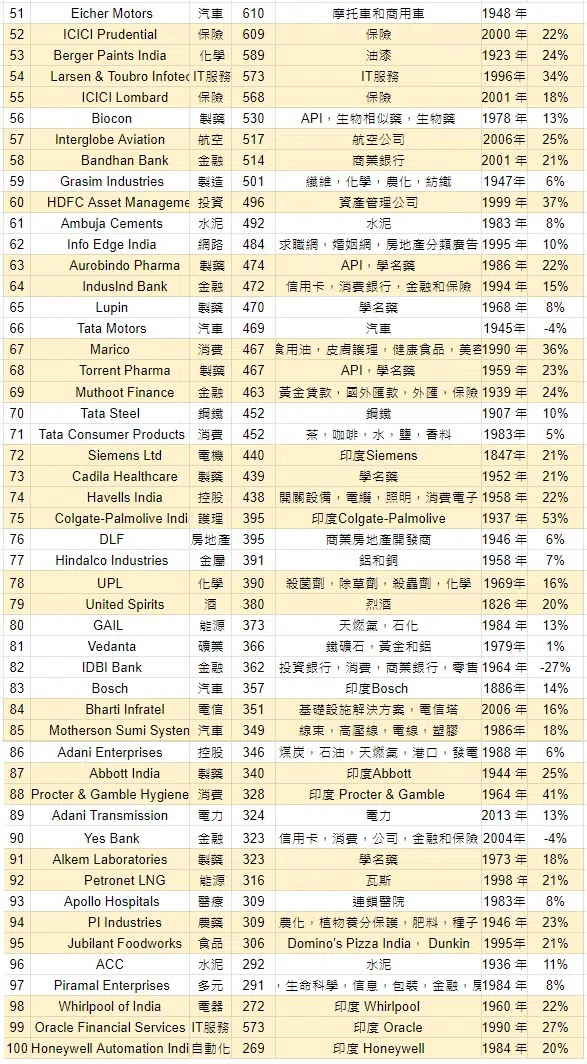 51 Eicher Motors 汽車 610 摩托車和商用車 1948 年
52 ICICI Prudential 保險 609 保險 2000 年 22%
53 Berger Paints India 化學 589 油漆 1923 年 24%
54 Larsen & Toubro Infotec IT服務 573 IT服務 1996年 34%
55 ICICI Lombard 保險 568 保險 2001 年 18%
56 Biocon 製藥 530 API，生物相似藥，生物藥 1978 年 13%
57 Interglobe Aviation 航空 517 航空公司 2006年 25%
58 Bandhan Bank 金融 514 商業銀行 2001 年 21%
59 Grasim Industries 製造 501 纖維，化學，農化，紡織 1947年 6%
60 HDFC Asset Manageme 投資 496 資產管理公司 1999 年 37%
61 Ambuja Cements 水泥 492 水泥 1983 年 8%
62 Info Edge India 網路 484 求職網，婚姻網，房地產分類廣告 1995 年 10%
63 Aurobindo Pharma 製藥 474 API，學名藥 1986 年 22%
64 IndusInd Bank 金融 472 信用卡，消費銀行，金融和保險 1994 年 15%
65 Lupin 製藥 470 學名藥 1968 年 8%
66 Tata Motors 汽車 469 汽車 1945年 -4%
67 Marico 消費 467 食用油，皮膚護理，健康食品，美容 1990 年 36%
68 Torrent Pharma 製藥 467 API，學名藥 1959 年 23%
69 Muthoot Finance 金融 463 黃金貸款，國外匯款，外匯，保險 1939 年 24%
70 Tata Steel 鋼鐵 452 鋼鐵 1907 年 10%
71 Tata Consumer Products 消費 452 茶，咖啡，水，鹽，香料 1983年 5%
72 Siemens Ltd 電機 440 印度Siemens 1847年 21%
73 Cadila Healthcare 製藥 439 學名藥 1952 年 21%
74 Havells India 控股 438 開關設備，電纜，照明，消費電子 1958 年 22%
75 Colgate-Palmolive Indi 護理 395 印度Colgate-Palmolive 1937 年 53%
76 DLF 房地產 395 商業房地產開發商 1946 年 6%
77 Hindalco Industries 金屬 391 鋁和銅 1958 年 7%
78 UPL 化學 390 殺菌劑，除草劑，殺蟲劑，化學 1969年 16%
79 United Spirits 酒 380 烈酒 1826 年 20%
80 GAIL 能源 373 天燃氣，石化 1984 年 13%
81 Vedanta 礦業 366 鐵礦石，黃金和鋁 1979年 1%
82 IDBI Bank 金融 362 投資銀行，消費，商業銀行，零售 1964 年 -27%
83 Bosch 汽車 357 印度Bosch 1886年 14%
84 Bharti Infratel 電信 351 基礎設施解決方案，電信塔 2006 年 16%
85 Motherson Sumi System 汽車 349 線束，高壓線，電線，塑膠 1986年 18%
86 Adani Enterprises 控股 346 煤炭，石油，天燃氣，港口，發電 1988 年 6%
87 Abbott India 製藥 340 印度Abbott 1944 年 25%
88 Procter & Gamble Hygiene 消費 328 印度 Procter & Gamble 1964 年 41%
89 Adani Transmission 電力 324 電力 2013 年 13%
90 Yes Bank 金融 323 信用卡，消費，公司，金融和保險 2004年 -4%
91 Alkem Laboratories 製藥 323 學名藥 1973 年 18%
92 Petronet LNG 能源 316 瓦斯 1998 年 21%
93 Apollo Hospitals 醫療 309 連鎖醫院 1983年 8%
94 PI Industries 農藥 309 農化，植物養分保護，肥料，種子 1946 年 23%
95 Jubilant Foodworks 食品 306 Domino's Pizza India， Dunkin 1995年 21%
96 ACC 水泥 292 水泥 1936 年 11%
97 Piramal Enterprises 多元 291 ，生命科學，信息，包裝，金融，房 1984 年 8%
98 Whirlpool of India 電器 272 印度 Whirlpool 1960 年 22%
99 Oracle Financial Services IT服務 573 印度 Oracle 1990 年 27%
100 Honeywell Automation Indi 自動化 269 印度 Honeywell 1984 年 20%